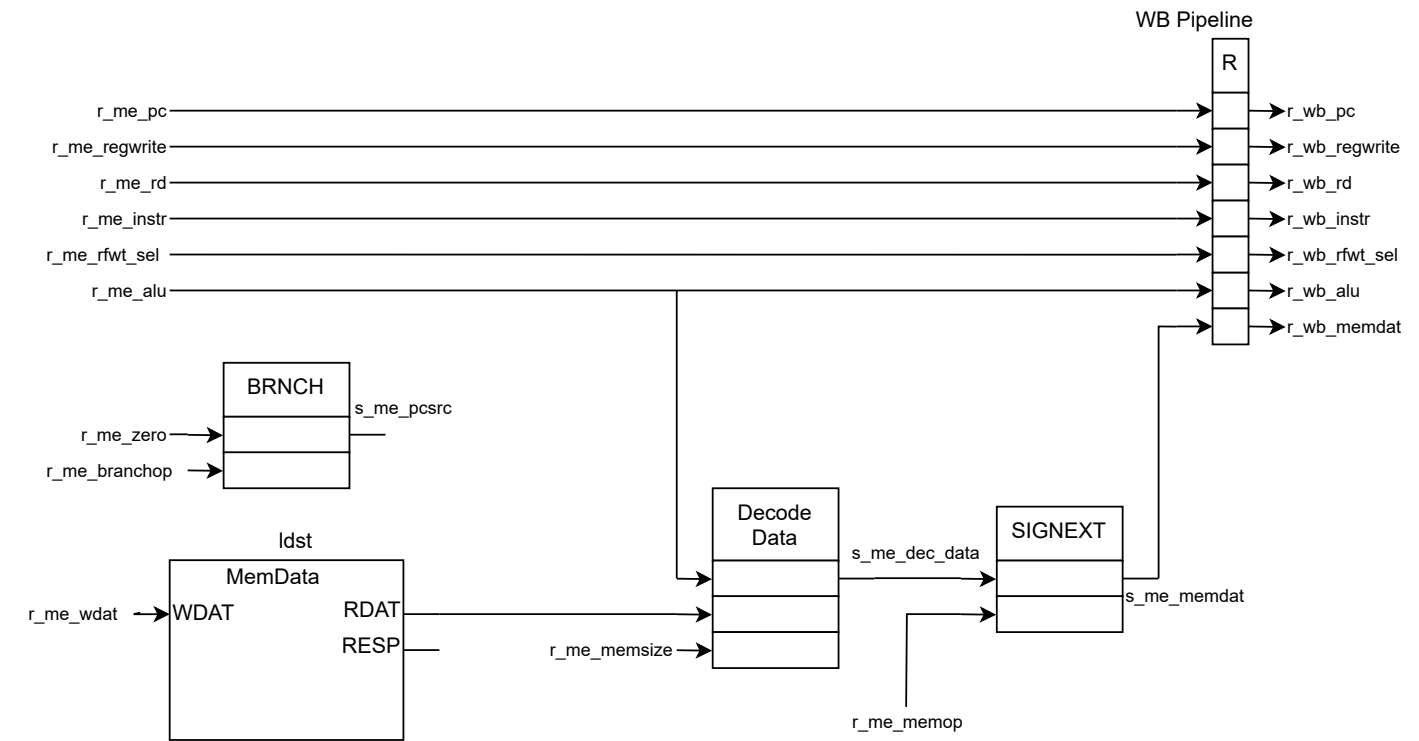 WB Pipeline
R
r_me_pc
r_wb_pc
r_me_regwrite
r_wb_regwrite
r_me_rd
r_wb_rd
r_me_instr
r_wb_instr
r_me_rfwt_sel
r_wb_rfwt_sel
r_me_alu
r_wb_alu
r_wb_memdat
BRNCH
s_me_pcsrc
r_me_zero
r_me_branchop
Decode
Data
SIGNEXT
ldst
s_me_dec_data
MemData
s_me_memdat
r_me_wdat
WDAT
RDAT
RESP
r_me_memsize
r_me_memop